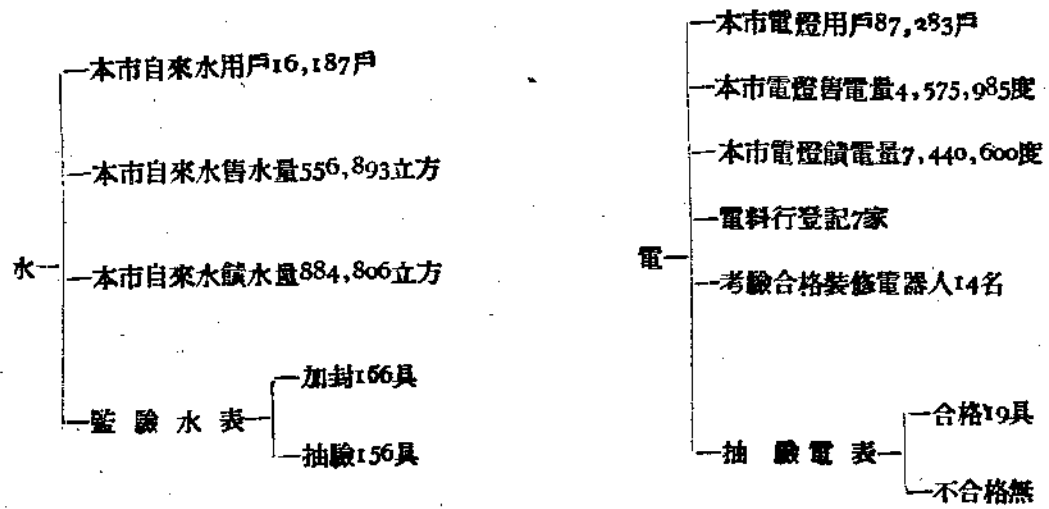 水
本市自來水用戶16,187戶
本市自來水售水量556,893立方
本市自來水饋水量884,806立方
監驗水表
加封166具
抽驗156具
電
本市電燈用戶87,283戶
本市電燈售電量4,575,985度
本市電燈饋電量7,440,600度
電料行登記7家
考驗合格裝修電器人14名
抽驗電表
合格19具
不合格無